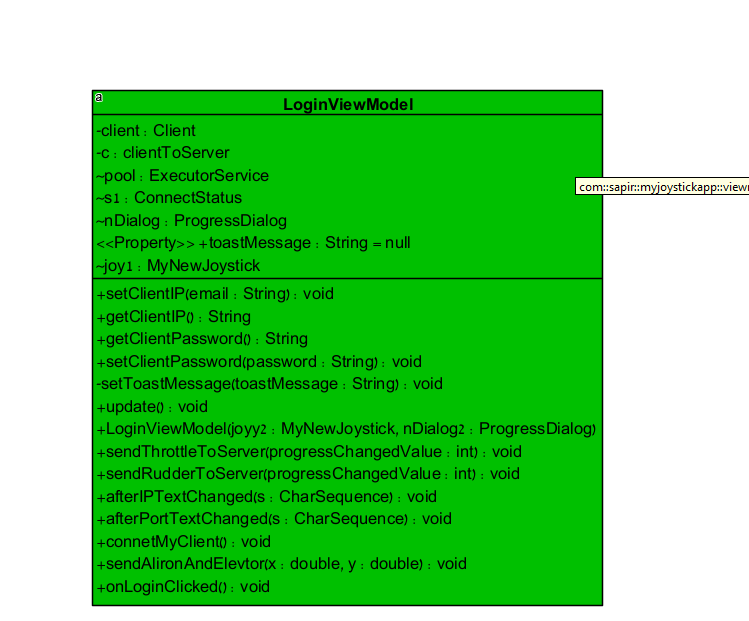 a
LoginViewModel
-client : Client
-c : clientToServer
~pool : ExecutorService
~s1 : ConnectStatus
~nDialog : ProgressDialog
<<Property>> +toastMessage : String = null
~joy1 : MyNewJoystick
com::sapir::myjoystickapp::viewm
+setClientIP(email : String) : void
+getClientIP() : String
+getClientPassword() : String
+setClientPassword(password : String) : void
-setToastMessage(toastMessage : String) : void
+update() : void
+LoginViewModel(joyy2 : MyNewJoystick, nDialog2 : ProgressDialog)
+sendThrottleToServer(progressChangedValue : int) : void
+sendRudderToServer(progressChangedValue : int) : void
+afterIPTextChanged(s : CharSequence) : void
+afterPortTextChanged(s : CharSequence) : void
+connetMyClient() : void
+sendAlironAndElevtor(x : double, y : double) : void
+onLoginClicked() : void